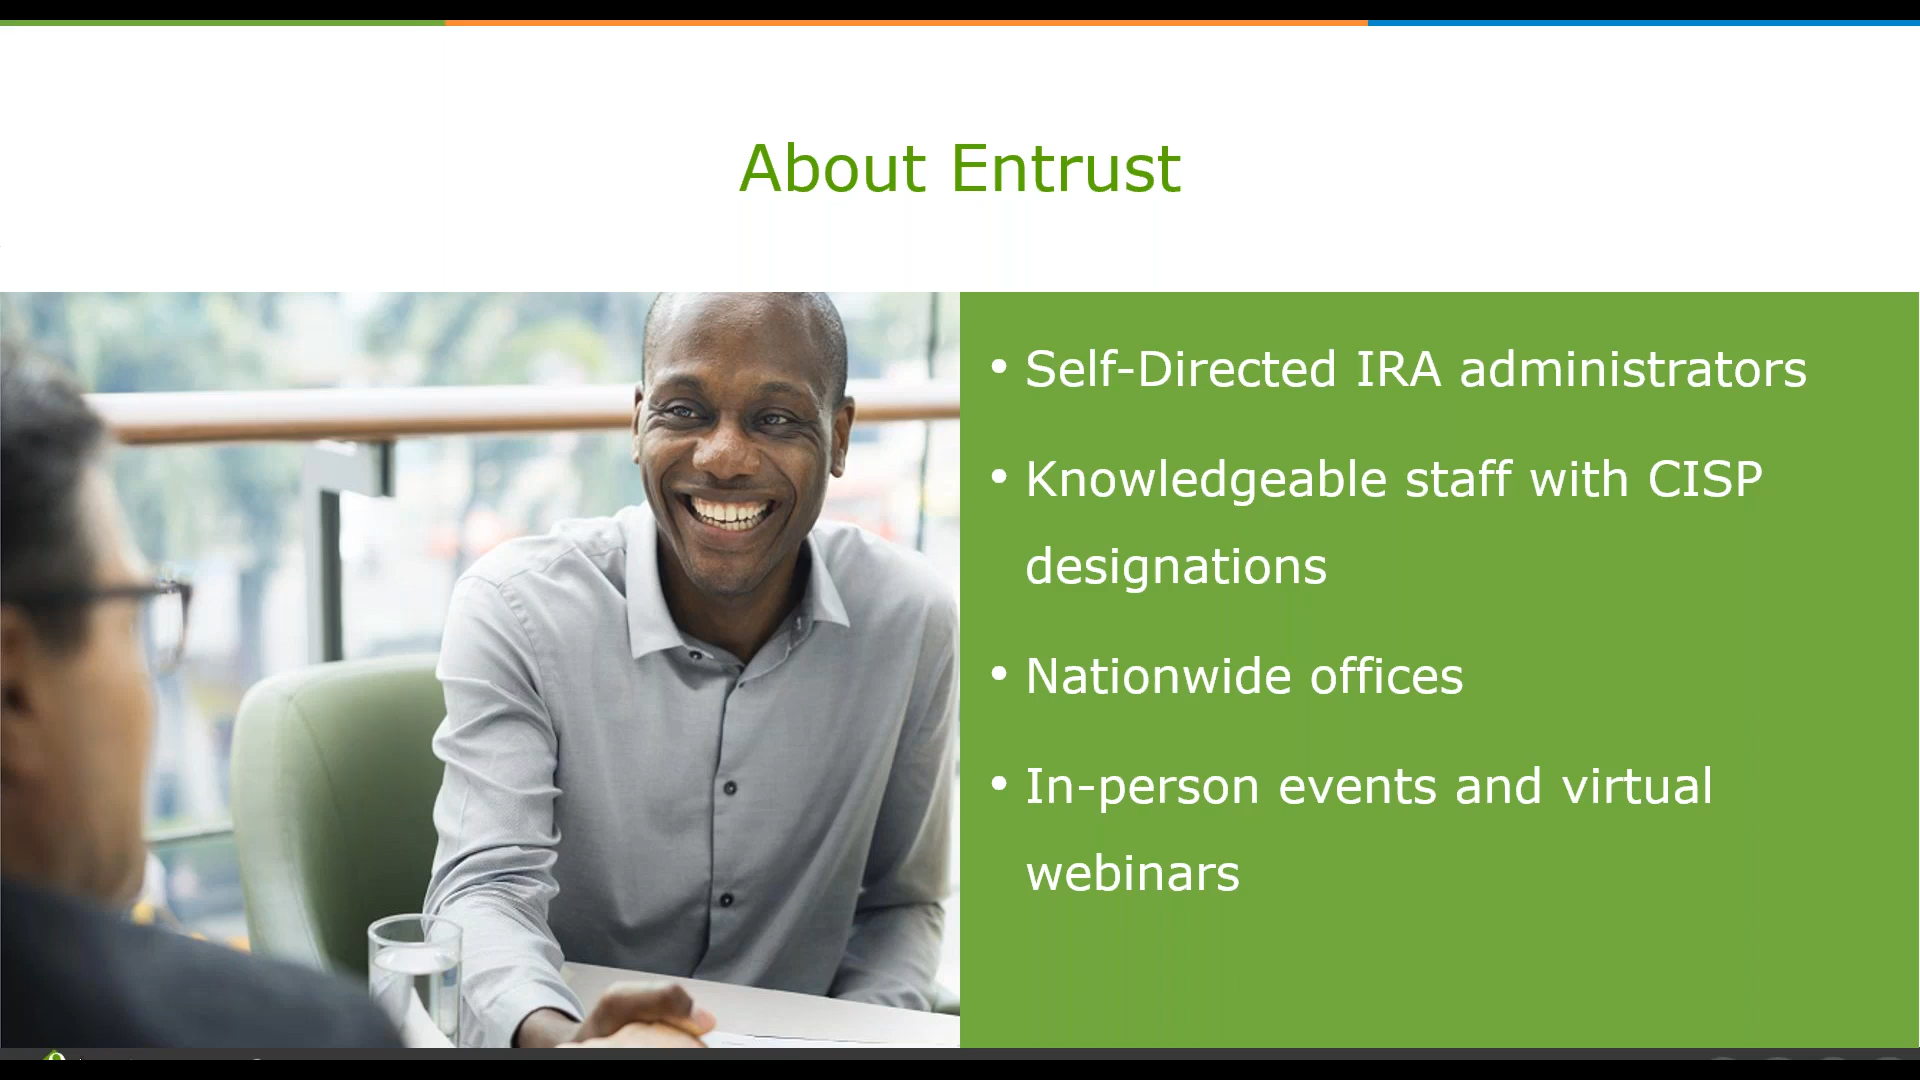 About Entrust
• Self-Directed IRA administrators
• Knowledgeable staff with CISP
designations
• Nationwide offices
• In-person events and virtual
webinars